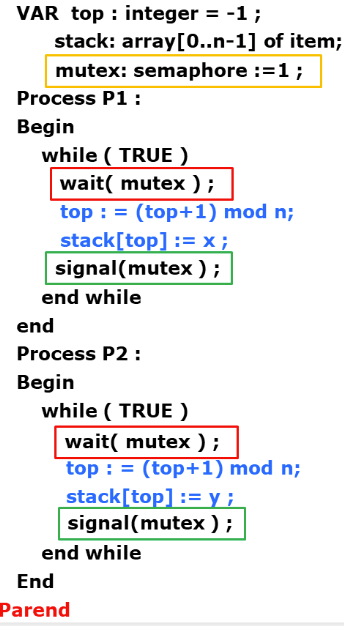 VAR top : integer = -1 ;
stack: array[0..n-1] of item;
mutex: semaphore :=1 ;
Process P1 :
Begin
while ( TRUE )
wait( mutex ) ;
top : = (top+1) mod n;
stack[top] := x ;
signal(mutex ) ;
end while
end
Process P2 :
Begin
while ( TRUE )
wait( mutex ) ;
top : = (top+1) mod n;
stack[top] := y ;
signal(mutex ) ;
end while
End
Parend